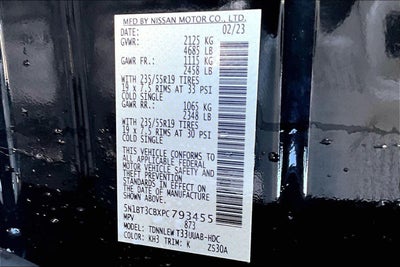 MFD BY NISSAN MOTOR CO., LTD.
DATE: 02/23
GVWR: 2125 KG
4685 LB
GAWR FR.: 1115 KG
2458 LB
WITH 235/55R19 TIRES
19 x 7.5 RIMS AT 33 PSI
COLD SINGLE
GAWR RR.: 1065 KG
2348 LB
WITH 235/55R19 TIRES
19 x 7.5 RIMS AT 30 PSI
COLD SINGLE
THIS VEHICLE CONFORMS TO
ALL APPLICABLE FEDERAL
MOTOR VEHICLE SAFETY AND
THEFT PREVENTION
STANDARDS IN EFFECT ON
THE DATE OF MANUFACTURE
SHOWN ABOVE.
5N1BT3CBXPC793455
MPV 873
MODEL: TDNNLEW T33UUAB-HDC
COLOR: KH3 TRIM: K ZS30A